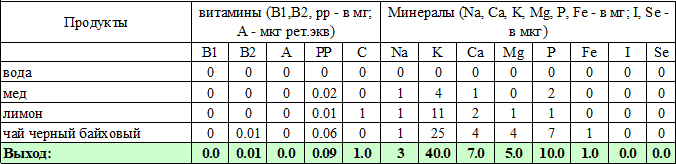 Продукты витамины (B1,B2, рр - в мг; Минералы (Na, Ca, K, Mg, P, Fe - в мг; I, Se -
А - мкг рет.экв) в мкг)
B1 B2 A PP C Na K Ca Mg P Fe I Se
вода 0 0 0 0 0 0 0 0 0 0 0 0 0
мед 0 0 0 0.02 0 1 4 1 0 2 0 0 0
лимон 0 0 0 0.01 1 1 11 2 1 1 0 0 0
чай черный байховый 0 0.01 0 0.06 0 1 25 4 4 7 1 0 0
Выход: 0.0 0.01 0.0 0.09 1.0 3 40.0 7.0 5.0 10.0 1.0 0.0 0.0